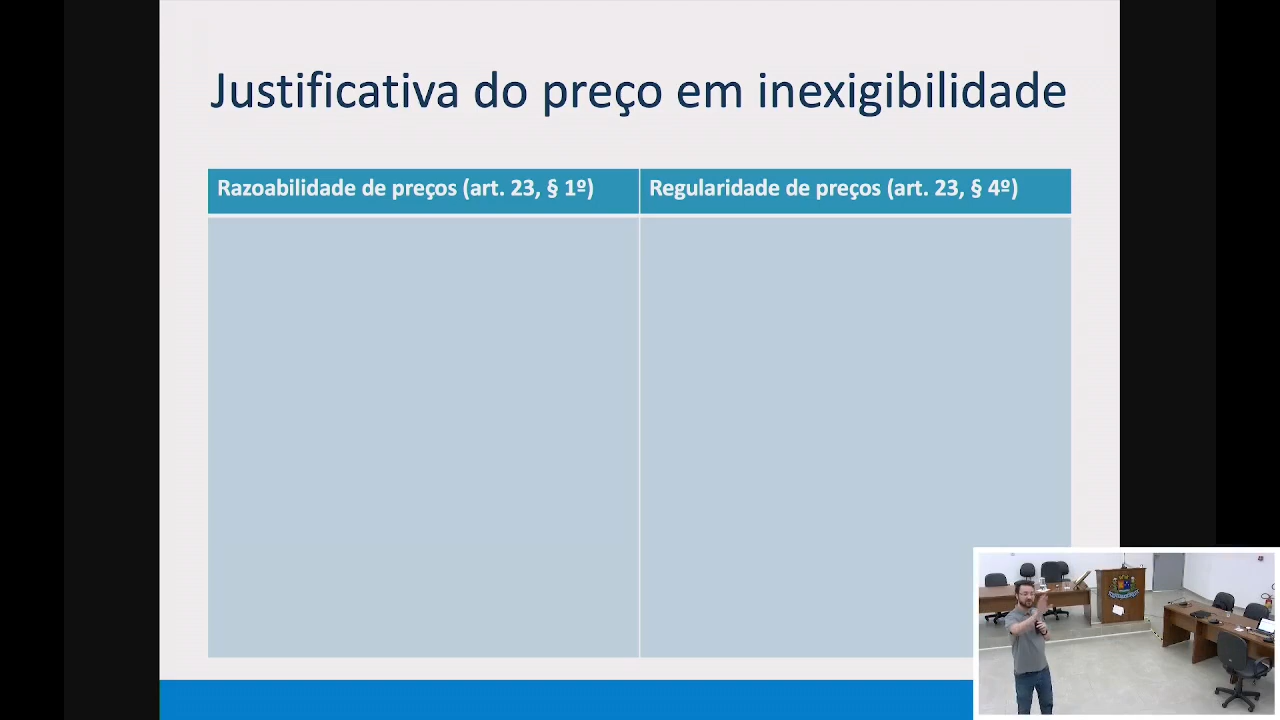 Justificativa do preço em inexigibilidade
Razoabilidade de preços (art. 23, § 1º)
Regularidade de preços (art. 23, § 4º)